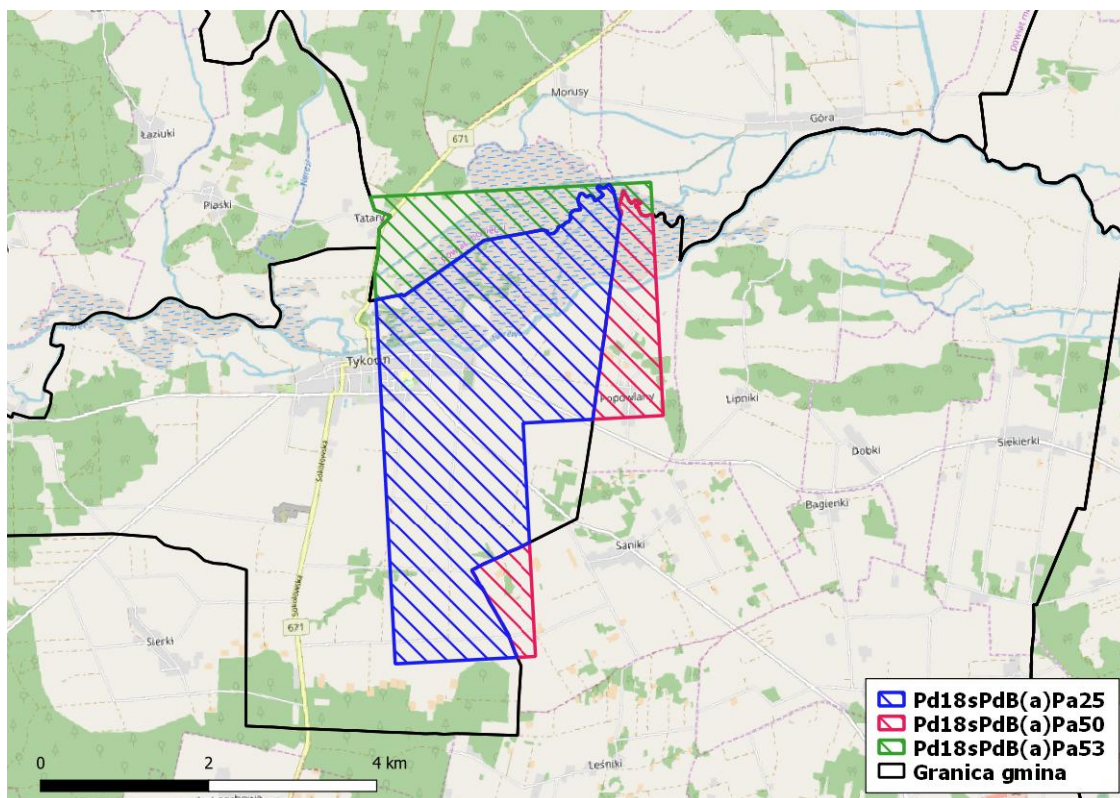 Morusy
Góra
671
Łaziuki
Piaski
Tatary
Tykocin
Popowlany
Lipniki
Siekierki
Dobki
Sokołowska
Bagienki
Saniki
Sokołowska
671
Sierki
Leśniki
0 2 4 km
Pd18sPdB(a)Pa25
Pd18sPdB(a)Pa50
Pd18sPdB(a)Pa53
Granica gmina